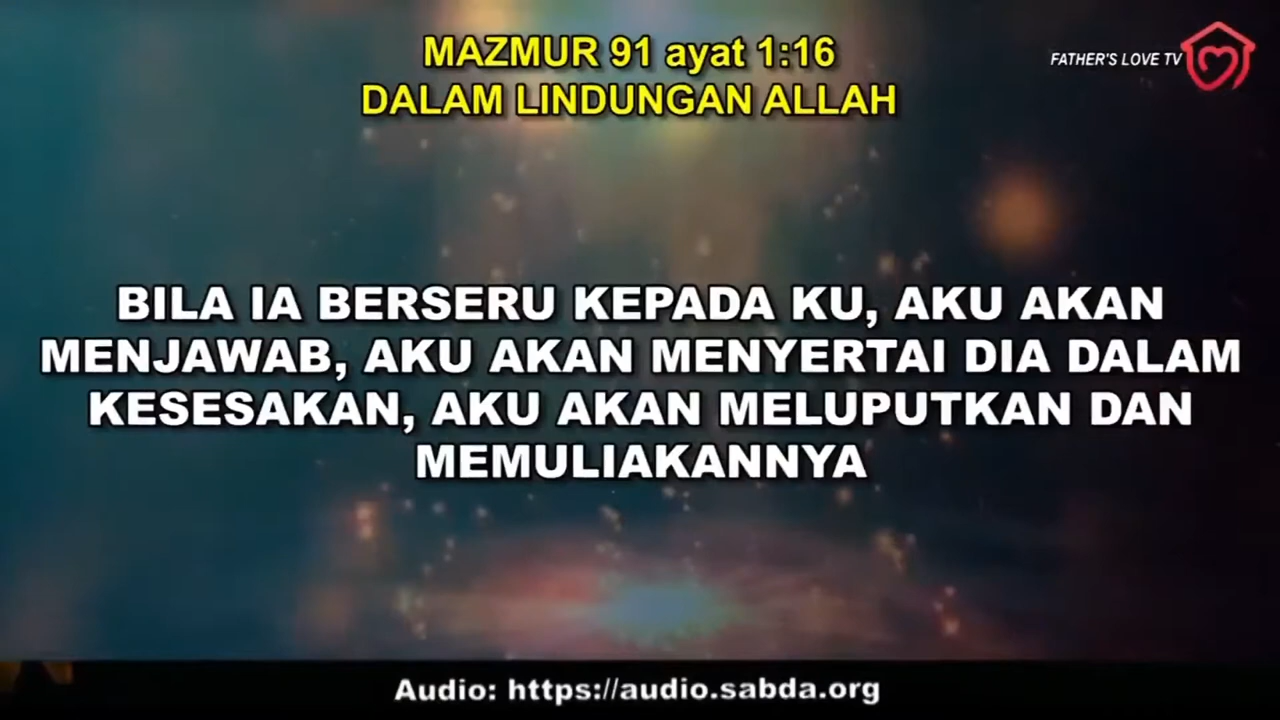 MAZMUR 91 ayat 1:16
DALAM LINDUNGAN ALLAH
FATHER'S LOVE TV
BILA IA BERSERU KEPADA KU, AKU AKAN
MENJAWAB, AKU AKAN MENYERTAI DIA DALAM
KESESAKAN, AKU AKAN MELUPUTKAN DAN
MEMULIAKANNYA
Audio: https://audio.sabda.org